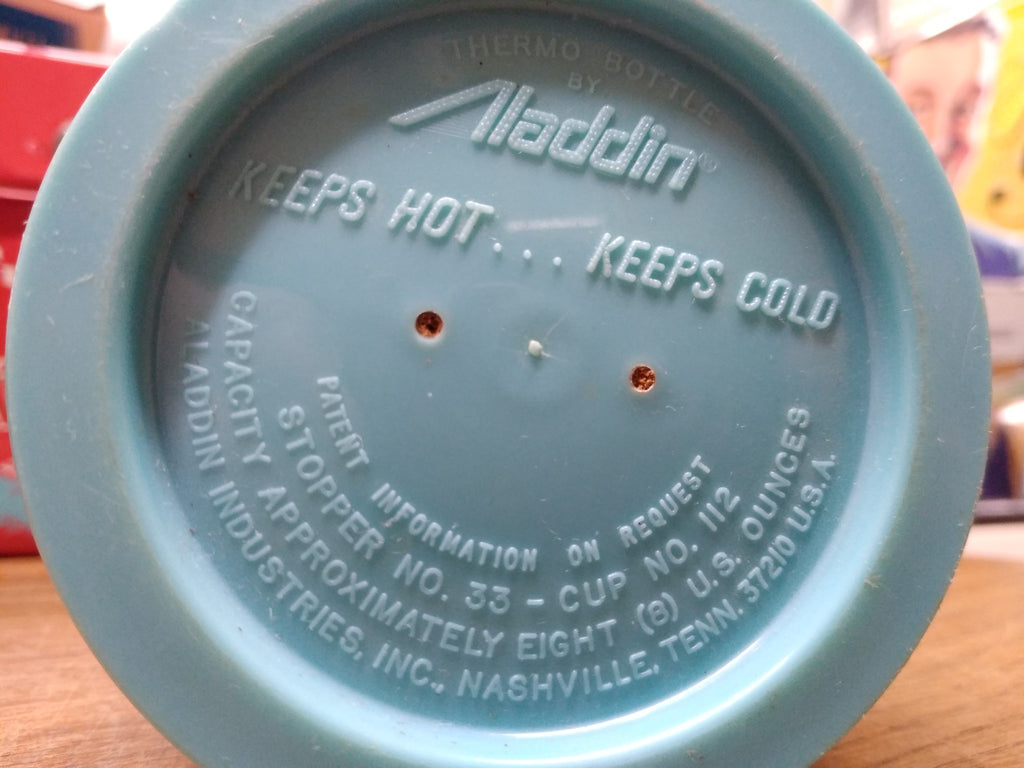 THERMO BOTTLE
BY
Aladdin®
KEEPS HOT... KEEPS COLD
PATENT INFORMATION ON REQUEST
STOPPER NO. 33 - CUP NO. 112
CAPACITY APPROXIMATELY EIGHT (8) U.S. OUNCES
ALADDIN INDUSTRIES, INC., NASHVILLE, TENN. 37210 U.S.A.